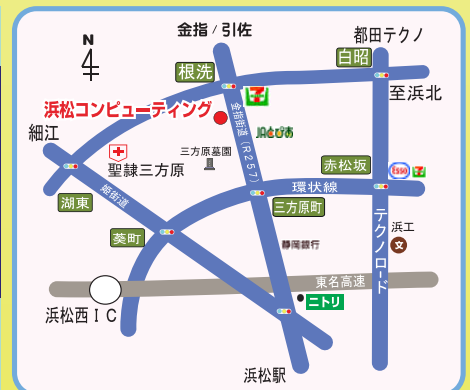 金指/引佐
都田テクノ
N
白昭
根洗
至浜北
7
浜松コンピューティング
JAとぴあ
細江
金指街道(R257)
三方原墓園
赤松坂
聖隷三方原
Esso
7
姫街道
環状線
湖東
三方原町
テクノロード
浜工
葵町
文
静岡銀行
東名高速
ニトリ
浜松西IC
浜松駅